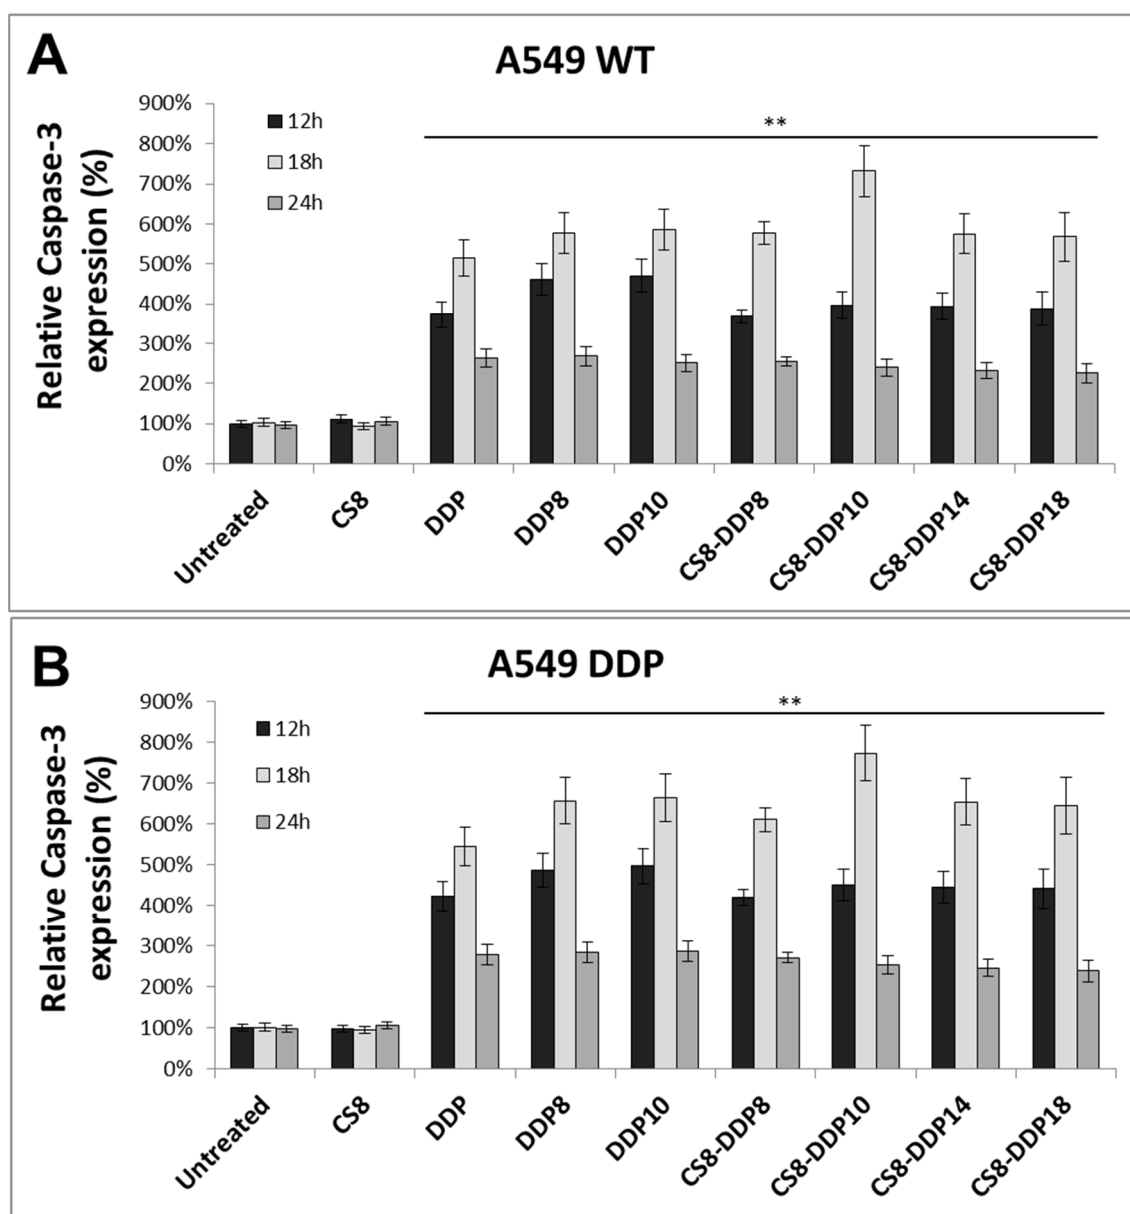 A
A549 WT
Relative Caspase-3
expression (%)
900%
800%
700%
600%
500%
400%
300%
200%
100%
0%
12h
18h
24h
**
Untreated
CS8
DDP
DDP8
DDP10
CS8-DDP8
CS8-DDP10
CS8-DDP14
CS8-DDP18
B
A549 DDP
Relative Caspase-3
expression (%)
900%
800%
700%
600%
500%
400%
300%
200%
100%
0%
12h
18h
24h
**
Untreated
CS8
DDP
DDP8
DDP10
CS8-DDP8
CS8-DDP10
CS8-DDP14
CS8-DDP18